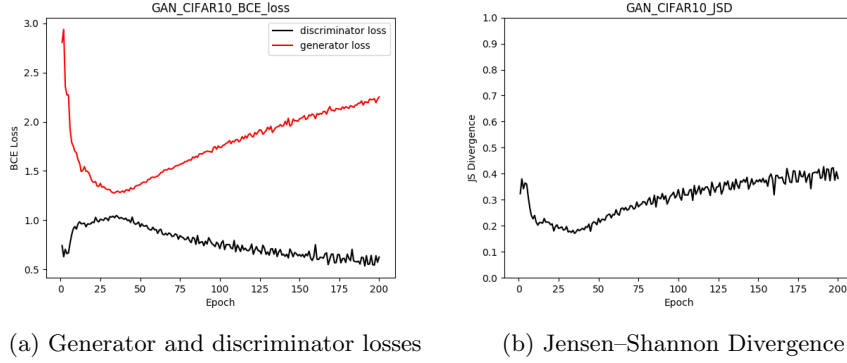 GAN_CIFAR10_BCE_loss
3.0
2.5
2.0
1.5
1.0
0.5
BCE Loss
discriminator loss
generator loss
0 25 50 75 100 125 150 175 200
Epoch
(a) Generator and discriminator losses
GAN_CIFAR10_JSD
1.0
0.9
0.8
0.7
0.6
0.5
0.4
0.3
0.2
0.1
0.0
JS Divergence
0 25 50 75 100 125 150 175 200
Epoch
(b) Jensen–Shannon Divergence